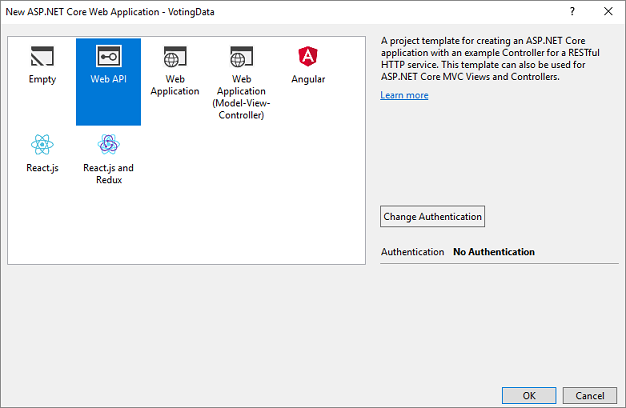 New ASP.NET Core Web Application - VotingData
? ×
Empty
Web API
Web
Application
Web
Application
(Model-View-
Controller)
Angular
React.js
React.js and
Redux
A project template for creating an ASP.NET Core
application with an example Controller for a RESTful
HTTP service. This template can also be used for
ASP.NET Core MVC Views and Controllers.
Learn more
Change Authentication
Authentication No Authentication
OK
Cancel